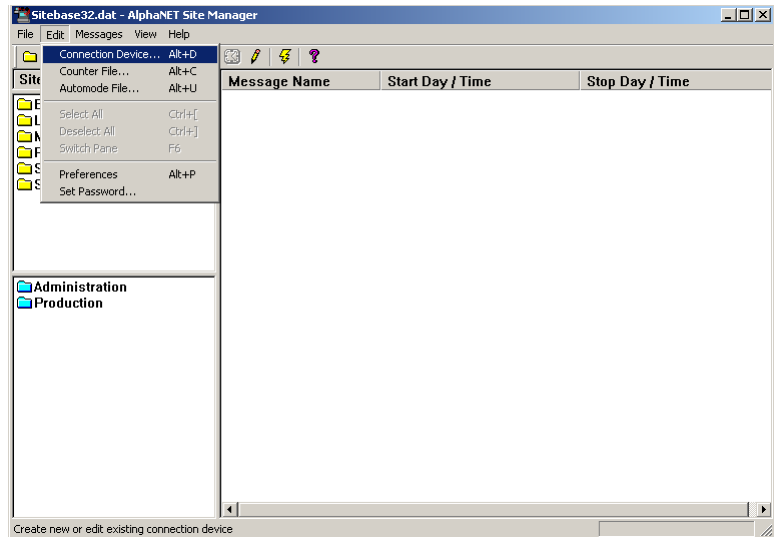 Sitebase32.dat - AlphaNET Site Manager
File Edit Messages View Help
Connection Device... Alt+D
Counter File... Alt+C
Automode File... Alt+U
Select All Ctrl+[
Deselect All Ctrl+]
Switch Pane F6
Preferences Alt+P
Set Password...
Site
Message Name Start Day / Time Stop Day / Time
Administration
Production
Create new or edit existing connection device